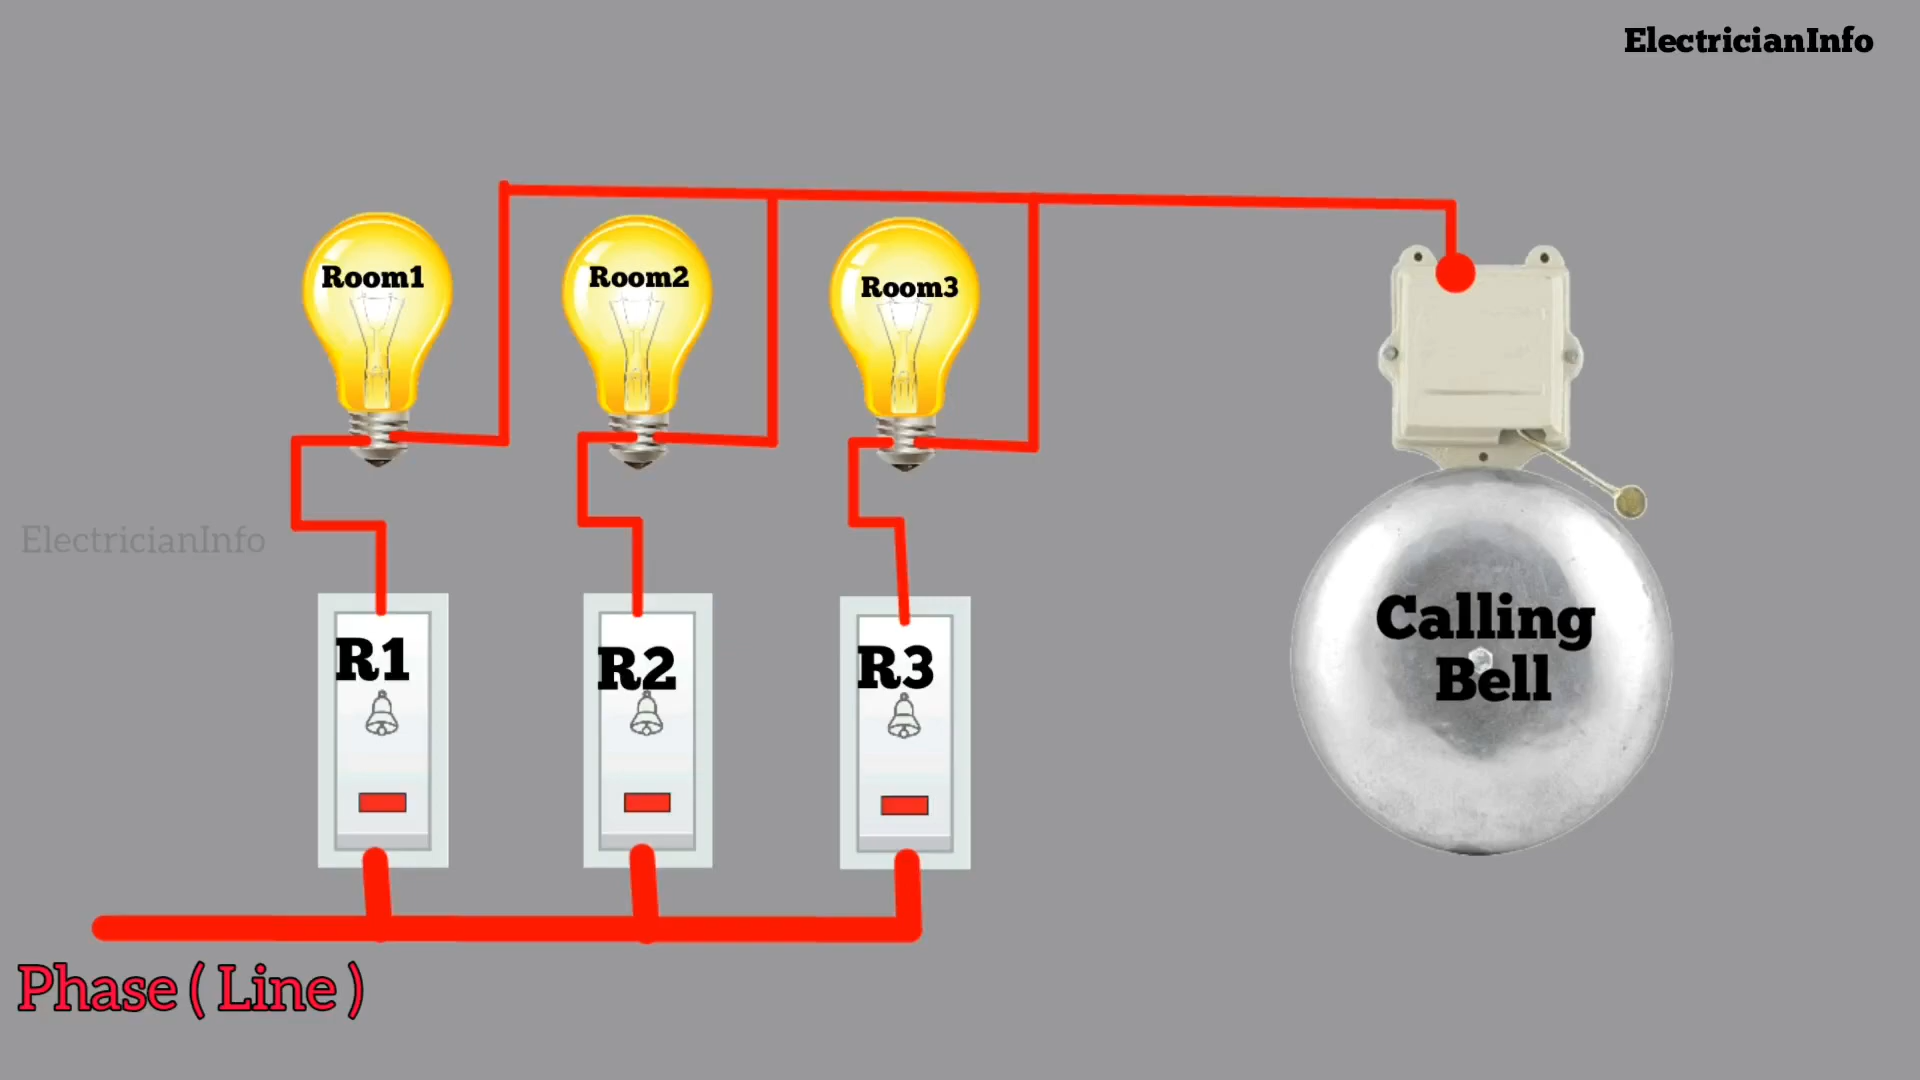 ElectricianInfo
Room1
Room2
Room3
ElectricianInfo
R1
R2
R3
Calling
Bell
Phase ( Line )